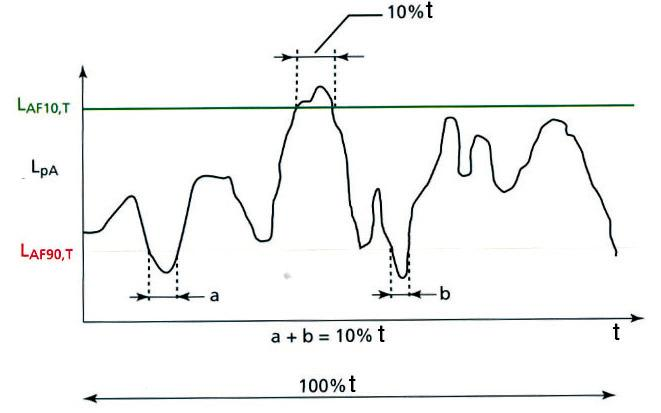 10%t
LAF10,T
LpA
LAF90,T
a
b
a + b = 10% t
t
100%t